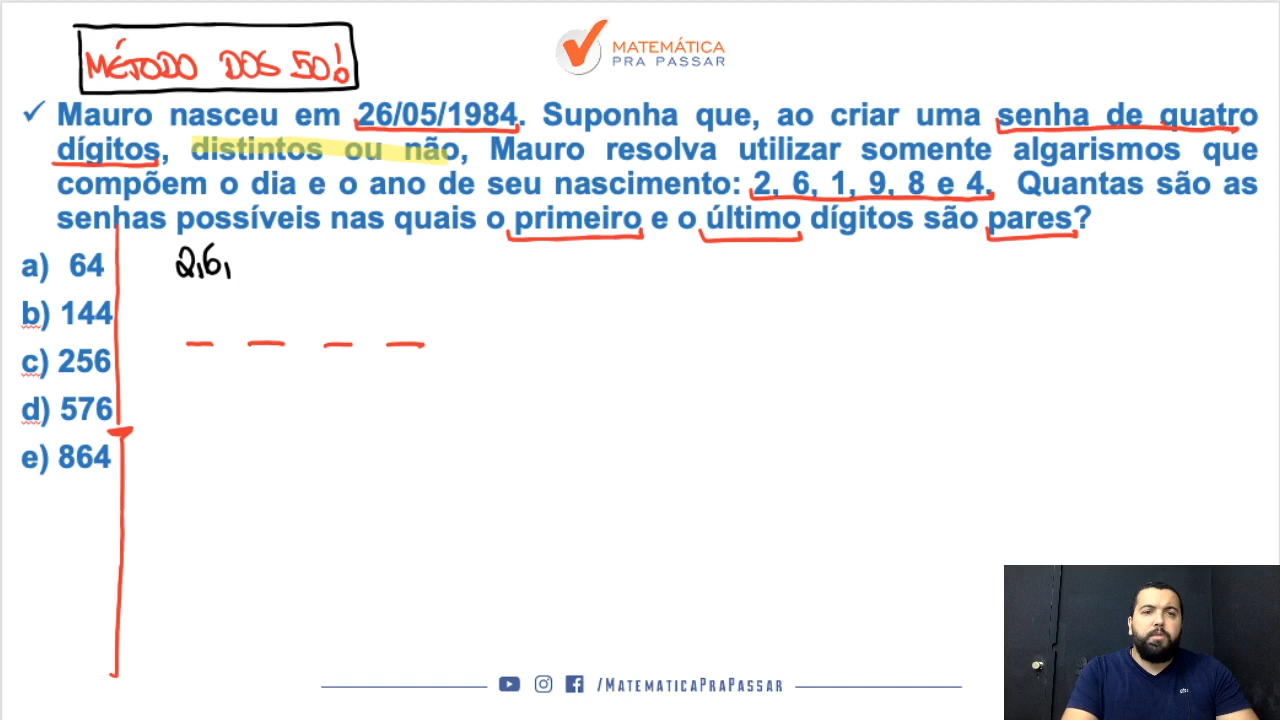 MÉTODO DOS 50!
MATEMÁTICA
PRA PASSAR
✓ Mauro nasceu em 26/05/1984. Suponha que, ao criar uma senha de quatro
dígitos, distintos ou não, Mauro resolva utilizar somente algarismos que
compõem o dia e o ano de seu nascimento: 2, 6, 1, 9, 8 e 4. Quantas são as
senhas possíveis nas quais o primeiro e o último dígitos são pares?
a) 64
2,6,
b) 144
c) 256
d) 576
e) 864
/MATEMATICAPRAPASSAR